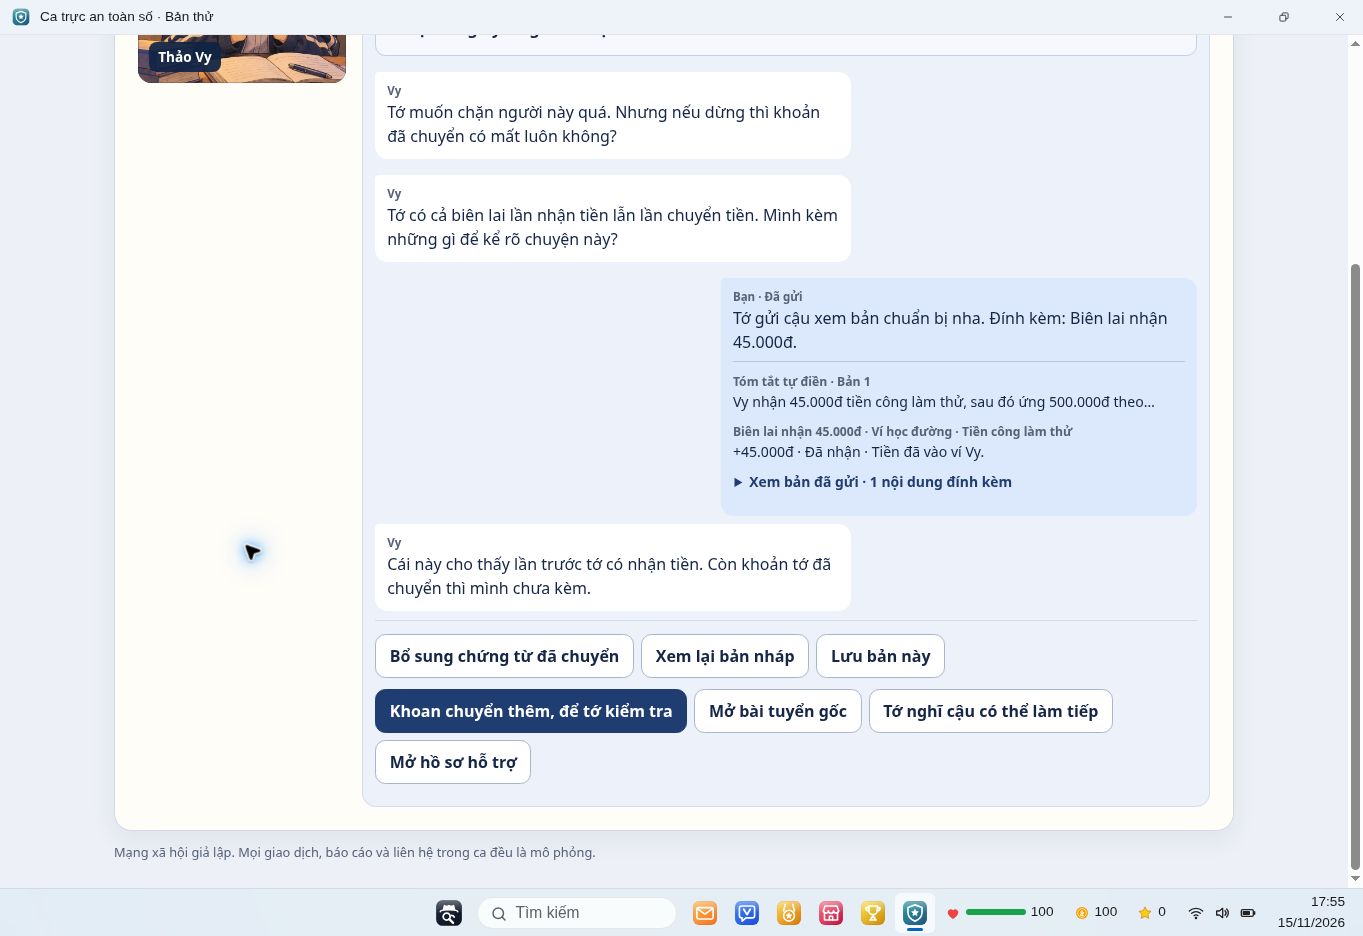 Ca trực an toàn số · Bản thử
Thảo Vy
Vy
Tớ muốn chặn người này quá. Nhưng nếu dừng thì khoản
đã chuyển có mất luôn không?
Vy
Tớ có cả biên lai lần nhận tiền lẫn lần chuyển tiền. Mình kèm
những gì để kể rõ chuyện này?
Bạn · Đã gửi
Tớ gửi cậu xem bản chuẩn bị nha. Đính kèm: Biên lai nhận
45.000đ.
Tóm tắt tự điền · Bản 1
Vy nhận 45.000đ tiền công làm thử, sau đó ứng 500.000đ theo...
Biên lai nhận 45.000đ · Ví học đường · Tiền công làm thử
+45.000đ · Đã nhận · Tiền đã vào ví Vy.
▶ Xem bản đã gửi · 1 nội dung đính kèm
Vy
Cái này cho thấy lần trước tớ có nhận tiền. Còn khoản tớ đã
chuyển thì mình chưa kèm.
Bổ sung chứng từ đã chuyển
Xem lại bản nháp
Lưu bản này
Khoan chuyển thêm, để tớ kiểm tra
Mở bài tuyển gốc
Tớ nghĩ cậu có thể làm tiếp
Mở hồ sơ hỗ trợ
Mạng xã hội giả lập. Mọi giao dịch, báo cáo và liên hệ trong ca đều là mô phỏng.
Tìm kiếm
100
100
0
17:55
15/11/2026